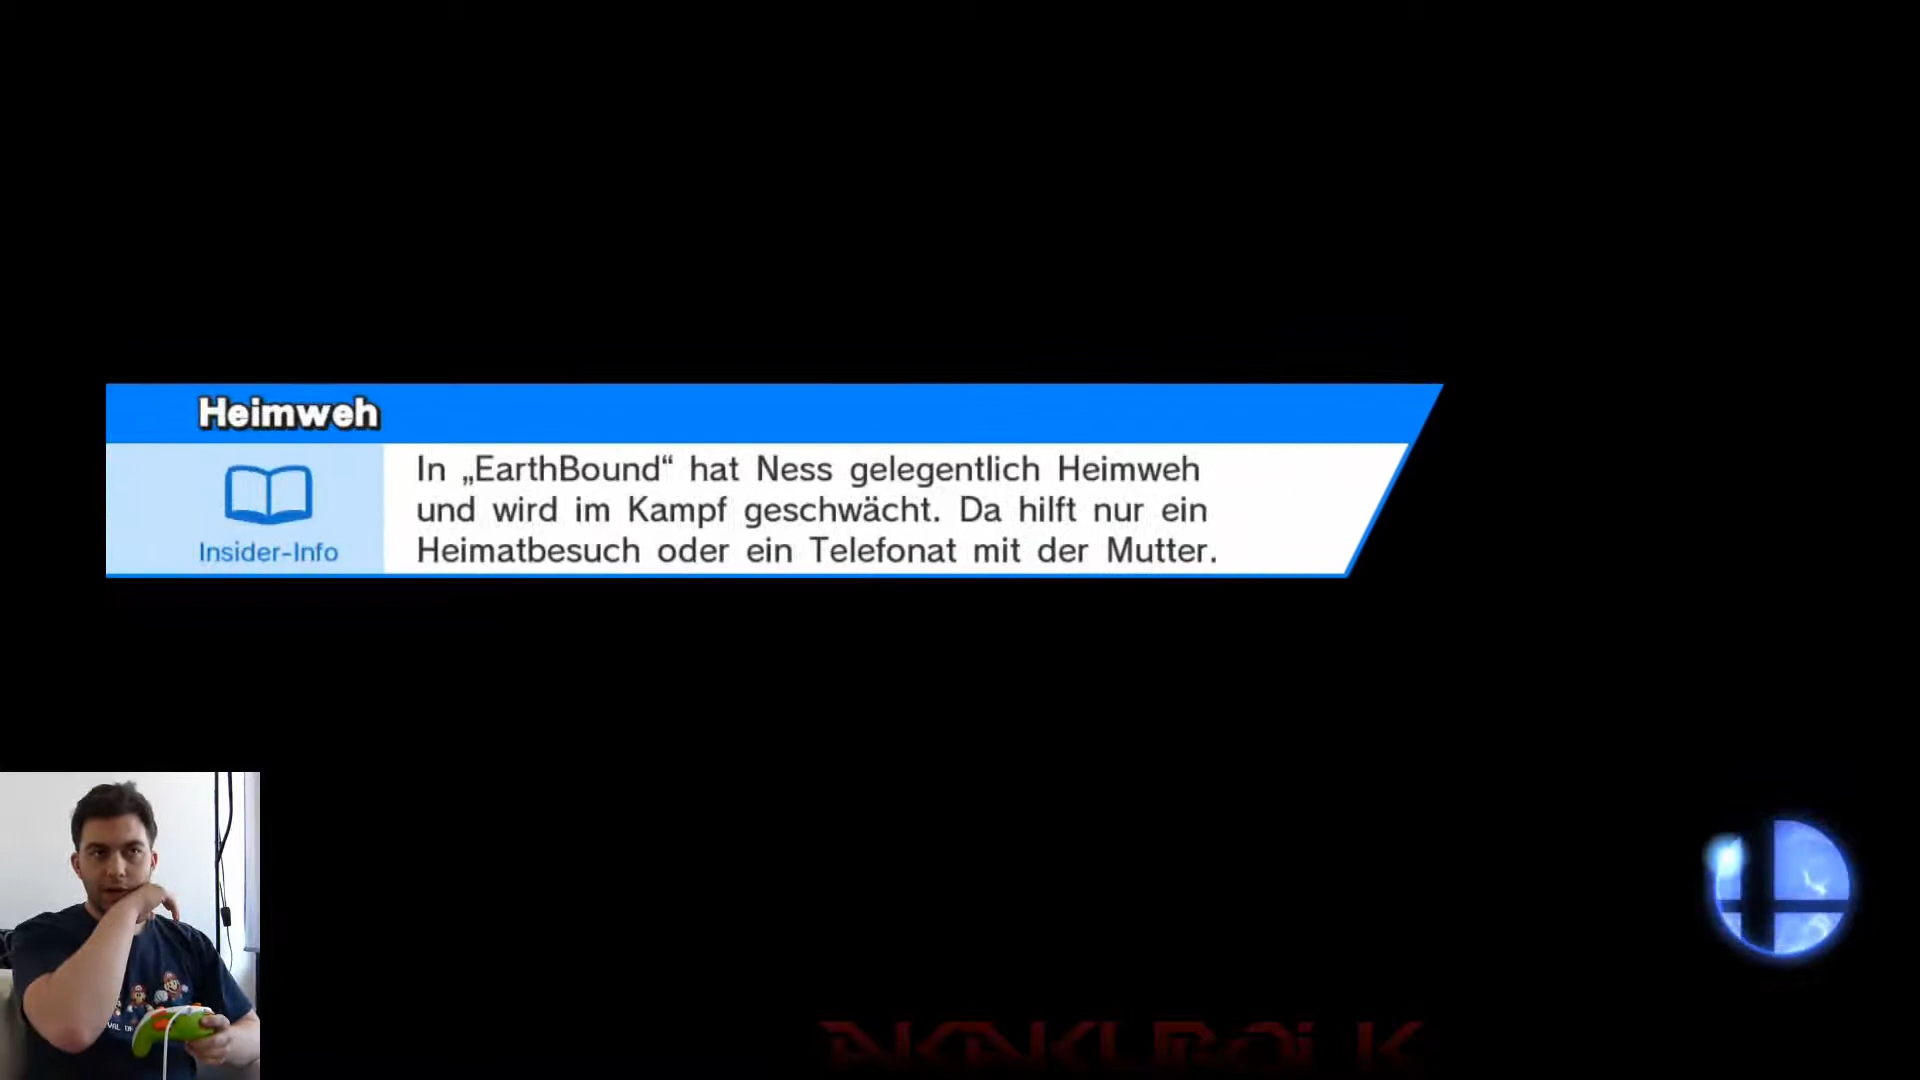 Heimweh
In „EarthBound“ hat Ness gelegentlich Heimweh
und wird im Kampf geschwächt. Da hilft nur ein
Heimatbesuch oder ein Telefonat mit der Mutter.
Insider-Info